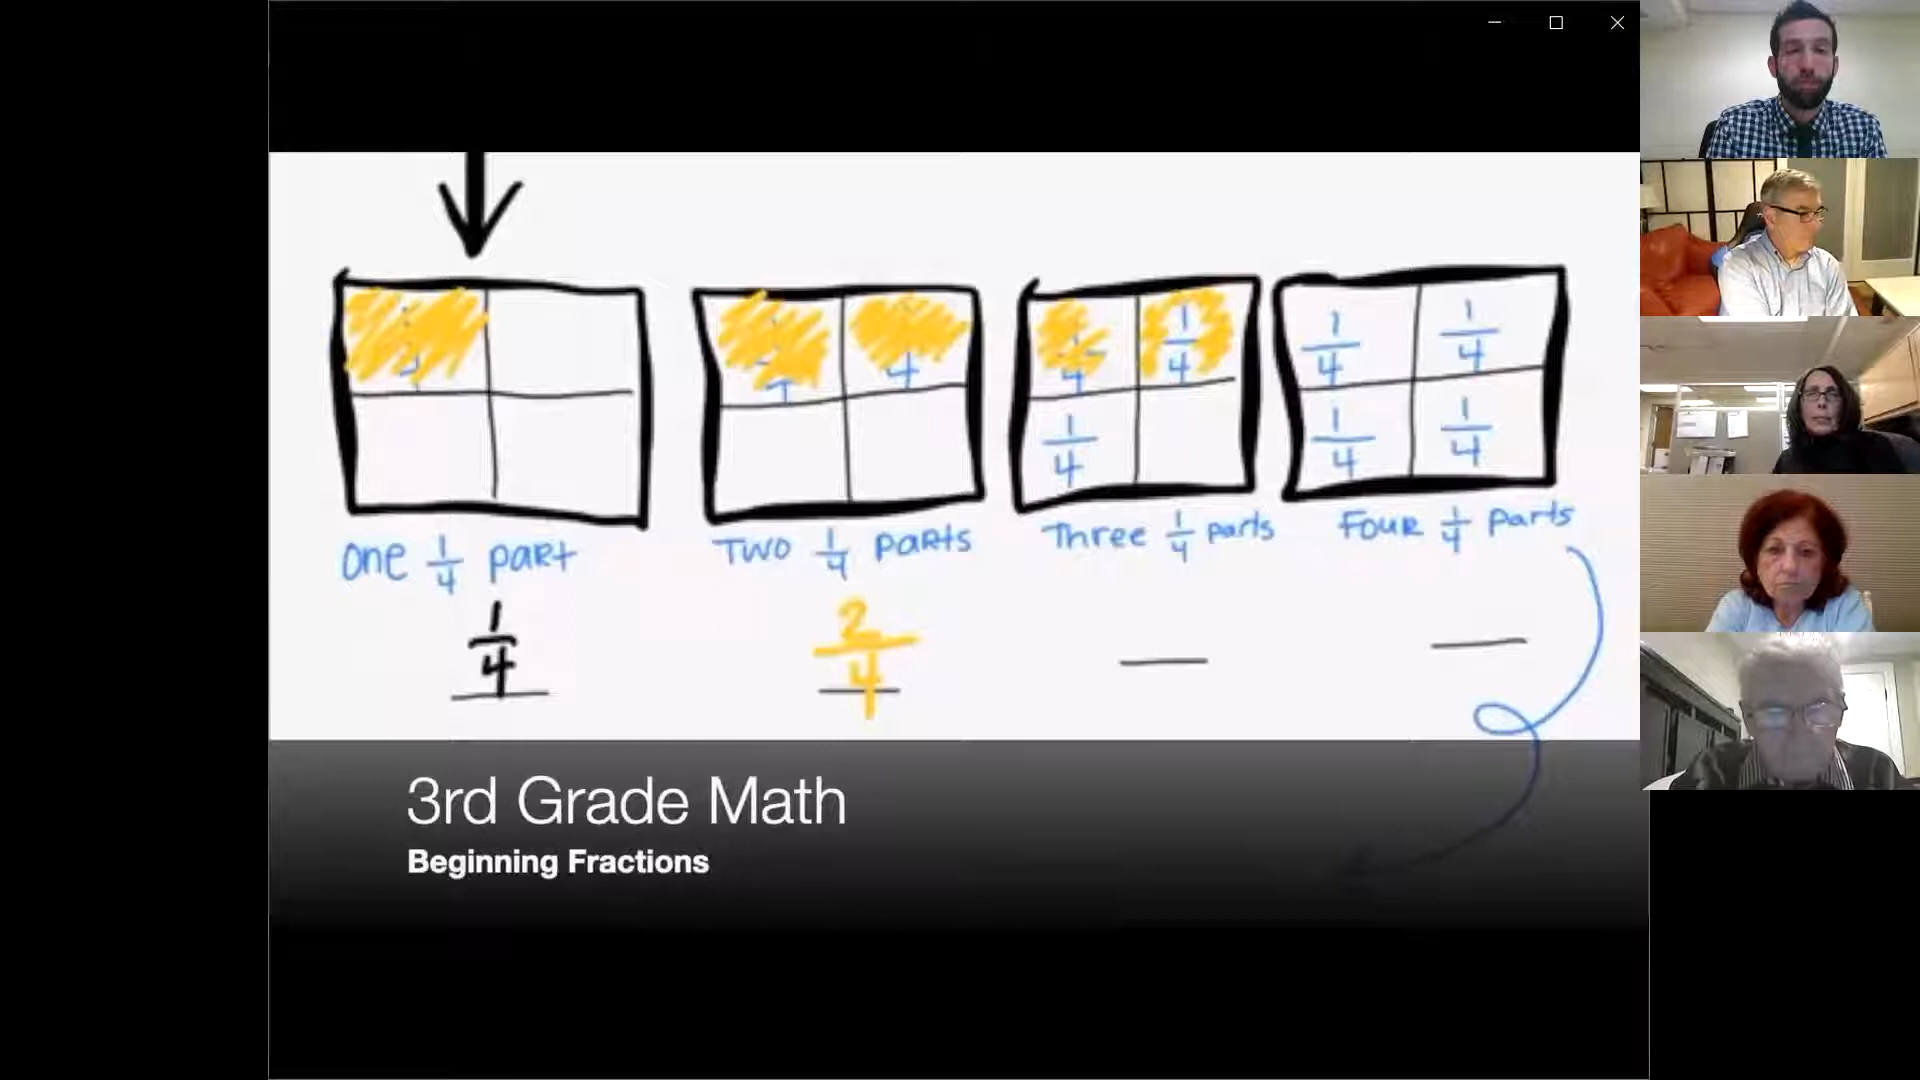 1/4
4
1/4 1/4
1/4
1/4 1/4
1/4 1/4
One 1/4 part
Two 1/4 parts
Three 1/4 parts
Four 1/4 parts
1/4
2/4
3rd Grade Math
Beginning Fractions